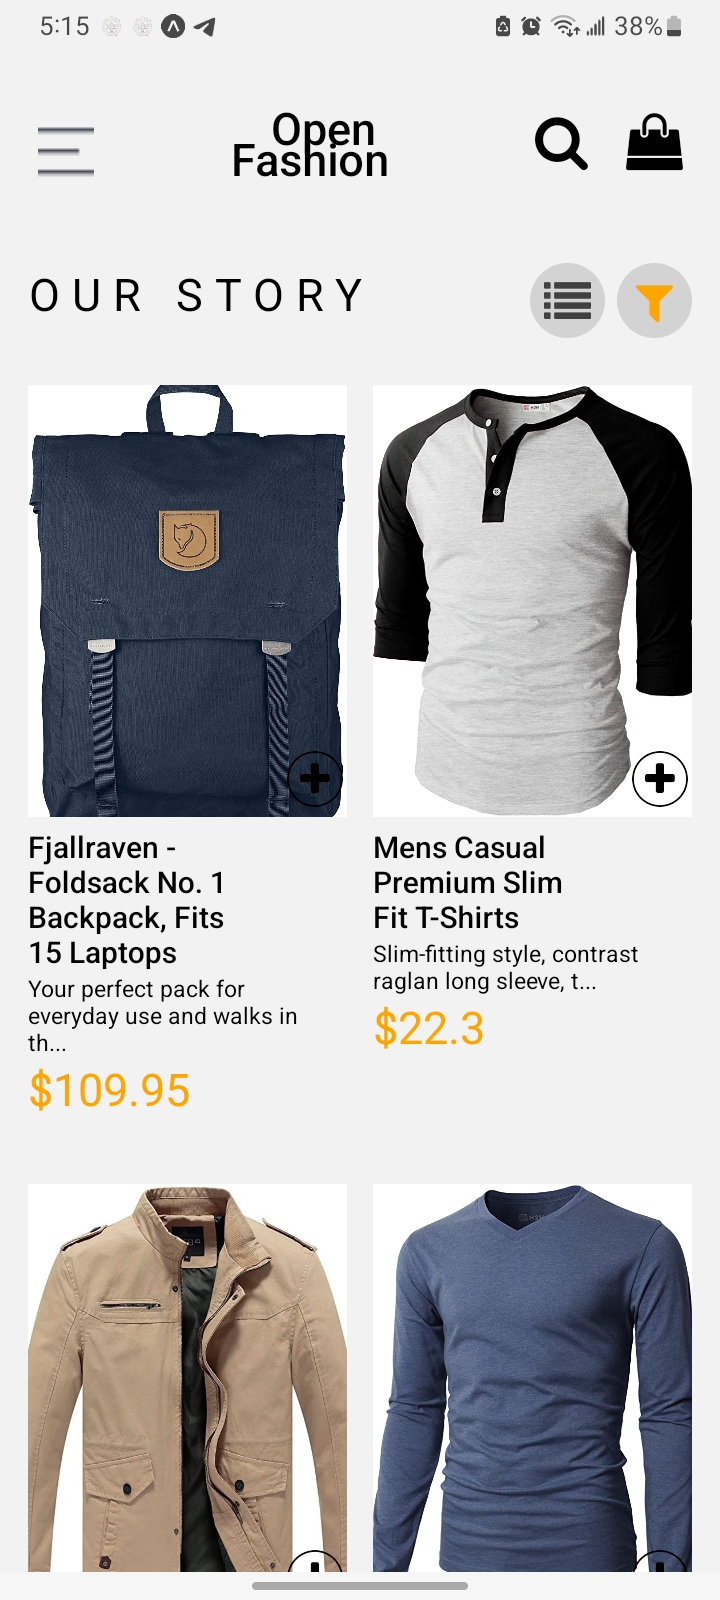 5:15
38%
Open
Fashion
OUR STORY
Fjallraven -
Foldsack No. 1
Backpack, Fits
15 Laptops
Your perfect pack for
everyday use and walks in
th...
$109.95
Mens Casual
Premium Slim
Fit T-Shirts
Slim-fitting style, contrast
raglan long sleeve, t...
$22.3